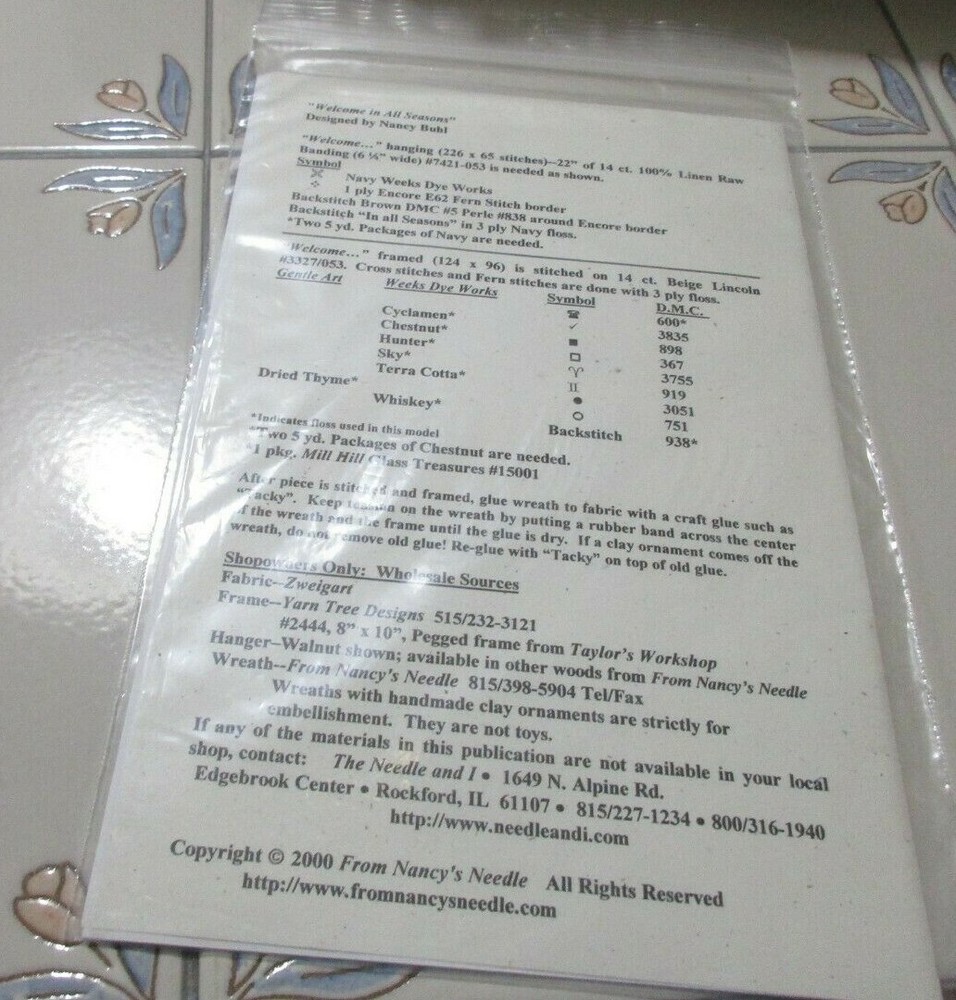 "Welcome in All Seasons"
Designed by Nancy Buhl
"Welcome..." hanging (226 x 65 stitches)--22" of 14 ct. 100% Linen Raw
Banding (6 ¼" wide) #7421-053 is needed as shown.
Symbol
Navy Weeks Dye Works
1 ply Encore E62 Fern Stitch border
Backstitch Brown DMC #5 Perle #838 around Encore border
Backstitch "In all Seasons" in 3 ply Navy floss.
*Two 5 yd. Packages of Navy are needed.
"Welcome..." framed (124 x 96) is stitched on 14 ct. Beige Lincoln
#3327/053. Cross stitches and Fern stitches are done with 3 ply floss.
Gentle Art Weeks Dye Works Symbol D.M.C.
Cyclamen* ☎ 600*
Chestnut* ✓ 3835
Hunter* ■ 898
Sky* □ 367
Terra Cotta* ♈ 3755
Dried Thyme* ♊ 919
Whiskey* ● 3051
○ 751
Backstitch 938*
*Indicates floss used in this model
*Two 5 yd. Packages of Chestnut are needed.
*1 pkg. Mill Hill Glass Treasures #15001
After piece is stitched and framed, glue wreath to fabric with a craft glue such as
"Tacky". Keep tension on the wreath by putting a rubber band across the center
of the wreath and the frame until the glue is dry. If a clay ornament comes off the
wreath, do not remove old glue! Re-glue with "Tacky" on top of old glue.
Shopowners Only: Wholesale Sources
Fabric--Zweigart
Frame--Yarn Tree Designs 515/232-3121
#2444, 8" x 10", Pegged frame from Taylor's Workshop
Hanger--Walnut shown; available in other woods from From Nancy's Needle
Wreath--From Nancy's Needle 815/398-5904 Tel/Fax
Wreaths with handmade clay ornaments are strictly for
embellishment. They are not toys.
If any of the materials in this publication are not available in your local
shop, contact: The Needle and I • 1649 N. Alpine Rd.
Edgebrook Center • Rockford, IL 61107 • 815/227-1234 • 800/316-1940
http://www.needleandi.com
Copyright © 2000 From Nancy's Needle All Rights Reserved
http://www.fromnancysneedle.com